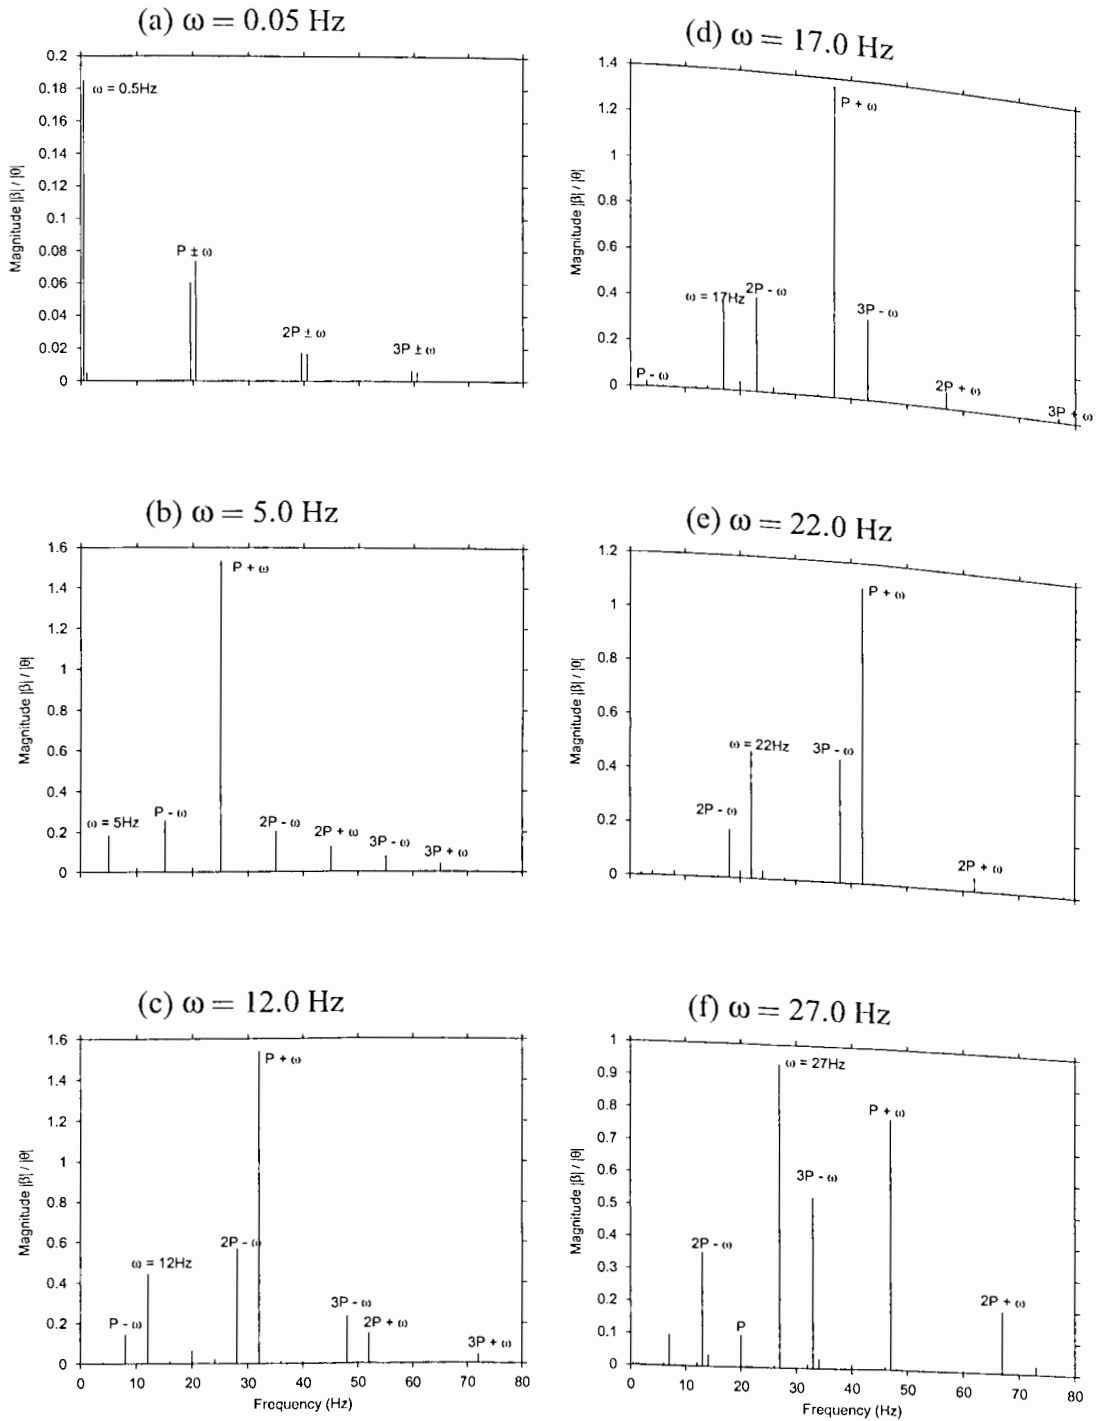 (a) ω = 0.05 Hz
0.2
0.18
0.16
0.14
0.12
0.1
0.08
0.06
0.04
0.02
0
Magnitude |β| / |θ|
ω = 0.5Hz
P ± ω
2P ± ω
3P ± ω
(b) ω = 5.0 Hz
1.6
1.4
1.2
1
0.8
0.6
0.4
0.2
0
Magnitude |β| / |θ|
ω = 5Hz
P - ω
P + ω
2P - ω
2P + ω
3P - ω
3P + ω
(c) ω = 12.0 Hz
1.6
1.4
1.2
1
0.8
0.6
0.4
0.2
0
Magnitude |β| / |θ|
P - ω
ω = 12Hz
2P - ω
P + ω
3P - ω
2P + ω
3P + ω
0 10 20 30 40 50 60 70 80
Frequency (Hz)
(d) ω = 17.0 Hz
1.4
1.2
1
0.8
0.6
0.4
0.2
0
Magnitude |β| / |θ|
P - ω
ω = 17Hz
2P - ω
P + ω
3P - ω
2P + ω
3P + ω
(e) ω = 22.0 Hz
1.2
1
0.8
0.6
0.4
0.2
0
Magnitude |β| / |θ|
2P - ω
ω = 22Hz
3P - ω
P + ω
2P + ω
(f) ω = 27.0 Hz
1
0.9
0.8
0.7
0.6
0.5
0.4
0.3
0.2
0.1
0
Magnitude |β| / |θ|
2P - ω
P
ω = 27Hz
3P - ω
P + ω
2P + ω
0 10 20 30 40 50 60 70 80
Frequency (Hz)